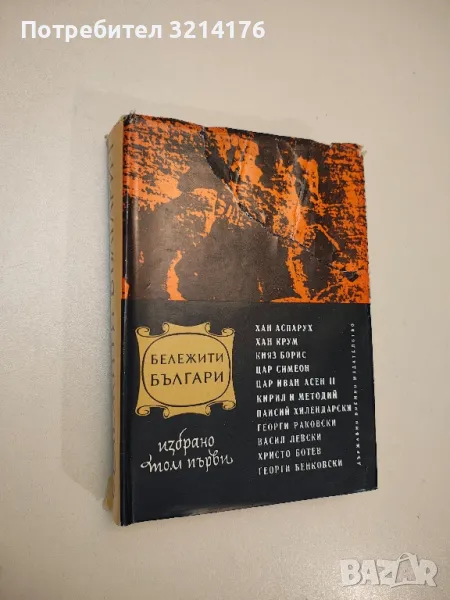 Потребител 3214176
БЕЛЕЖИТИ
БЪЛГАРИ
избрано
том първи
ХАН АСПАРУХ
ХАН КРУМ
КНЯЗ БОРИС
ЦАР СИМЕОН
ЦАР ИВАН АСЕН II
КИРИЛ И МЕТОДИЙ
ПАИСИЙ ХИЛЕНДАРСКИ
ГЕОРГИ РАКОВСКИ
ВАСИЛ ЛЕВСКИ
ХРИСТО БОТЕВ
ГЕОРГИ БЕНКОВСКИ
ДЪРЖАВНО ВОЕННО ИЗДАТЕЛСТВО
BAZAR